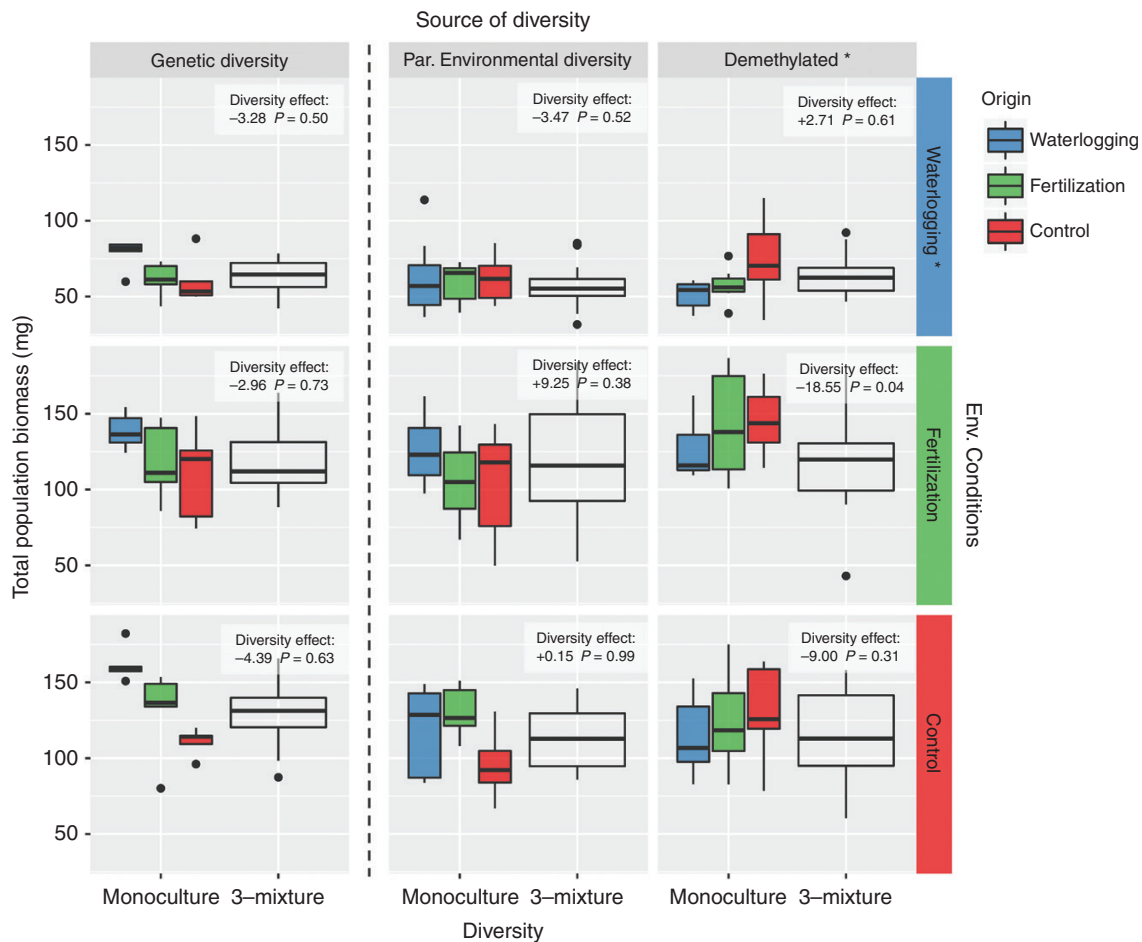 Source of diversity
Genetic diversity
Par. Environmental diversity
Demethylated *
Diversity effect:
–3.28 P = 0.50
Diversity effect:
–3.47 P = 0.52
Diversity effect:
+2.71 P = 0.61
Waterlogging *
150
100
50
Diversity effect:
–2.96 P = 0.73
Diversity effect:
+9.25 P = 0.38
Diversity effect:
–18.55 P = 0.04
Fertilization
150
100
50
Diversity effect:
–4.39 P = 0.63
Diversity effect:
+0.15 P = 0.99
Diversity effect:
–9.00 P = 0.31
Control
150
100
50
Total population biomass (mg)
Env. Conditions
Monoculture 3–mixture
Monoculture 3–mixture
Monoculture 3–mixture
Diversity
Origin
Waterlogging
Fertilization
Control